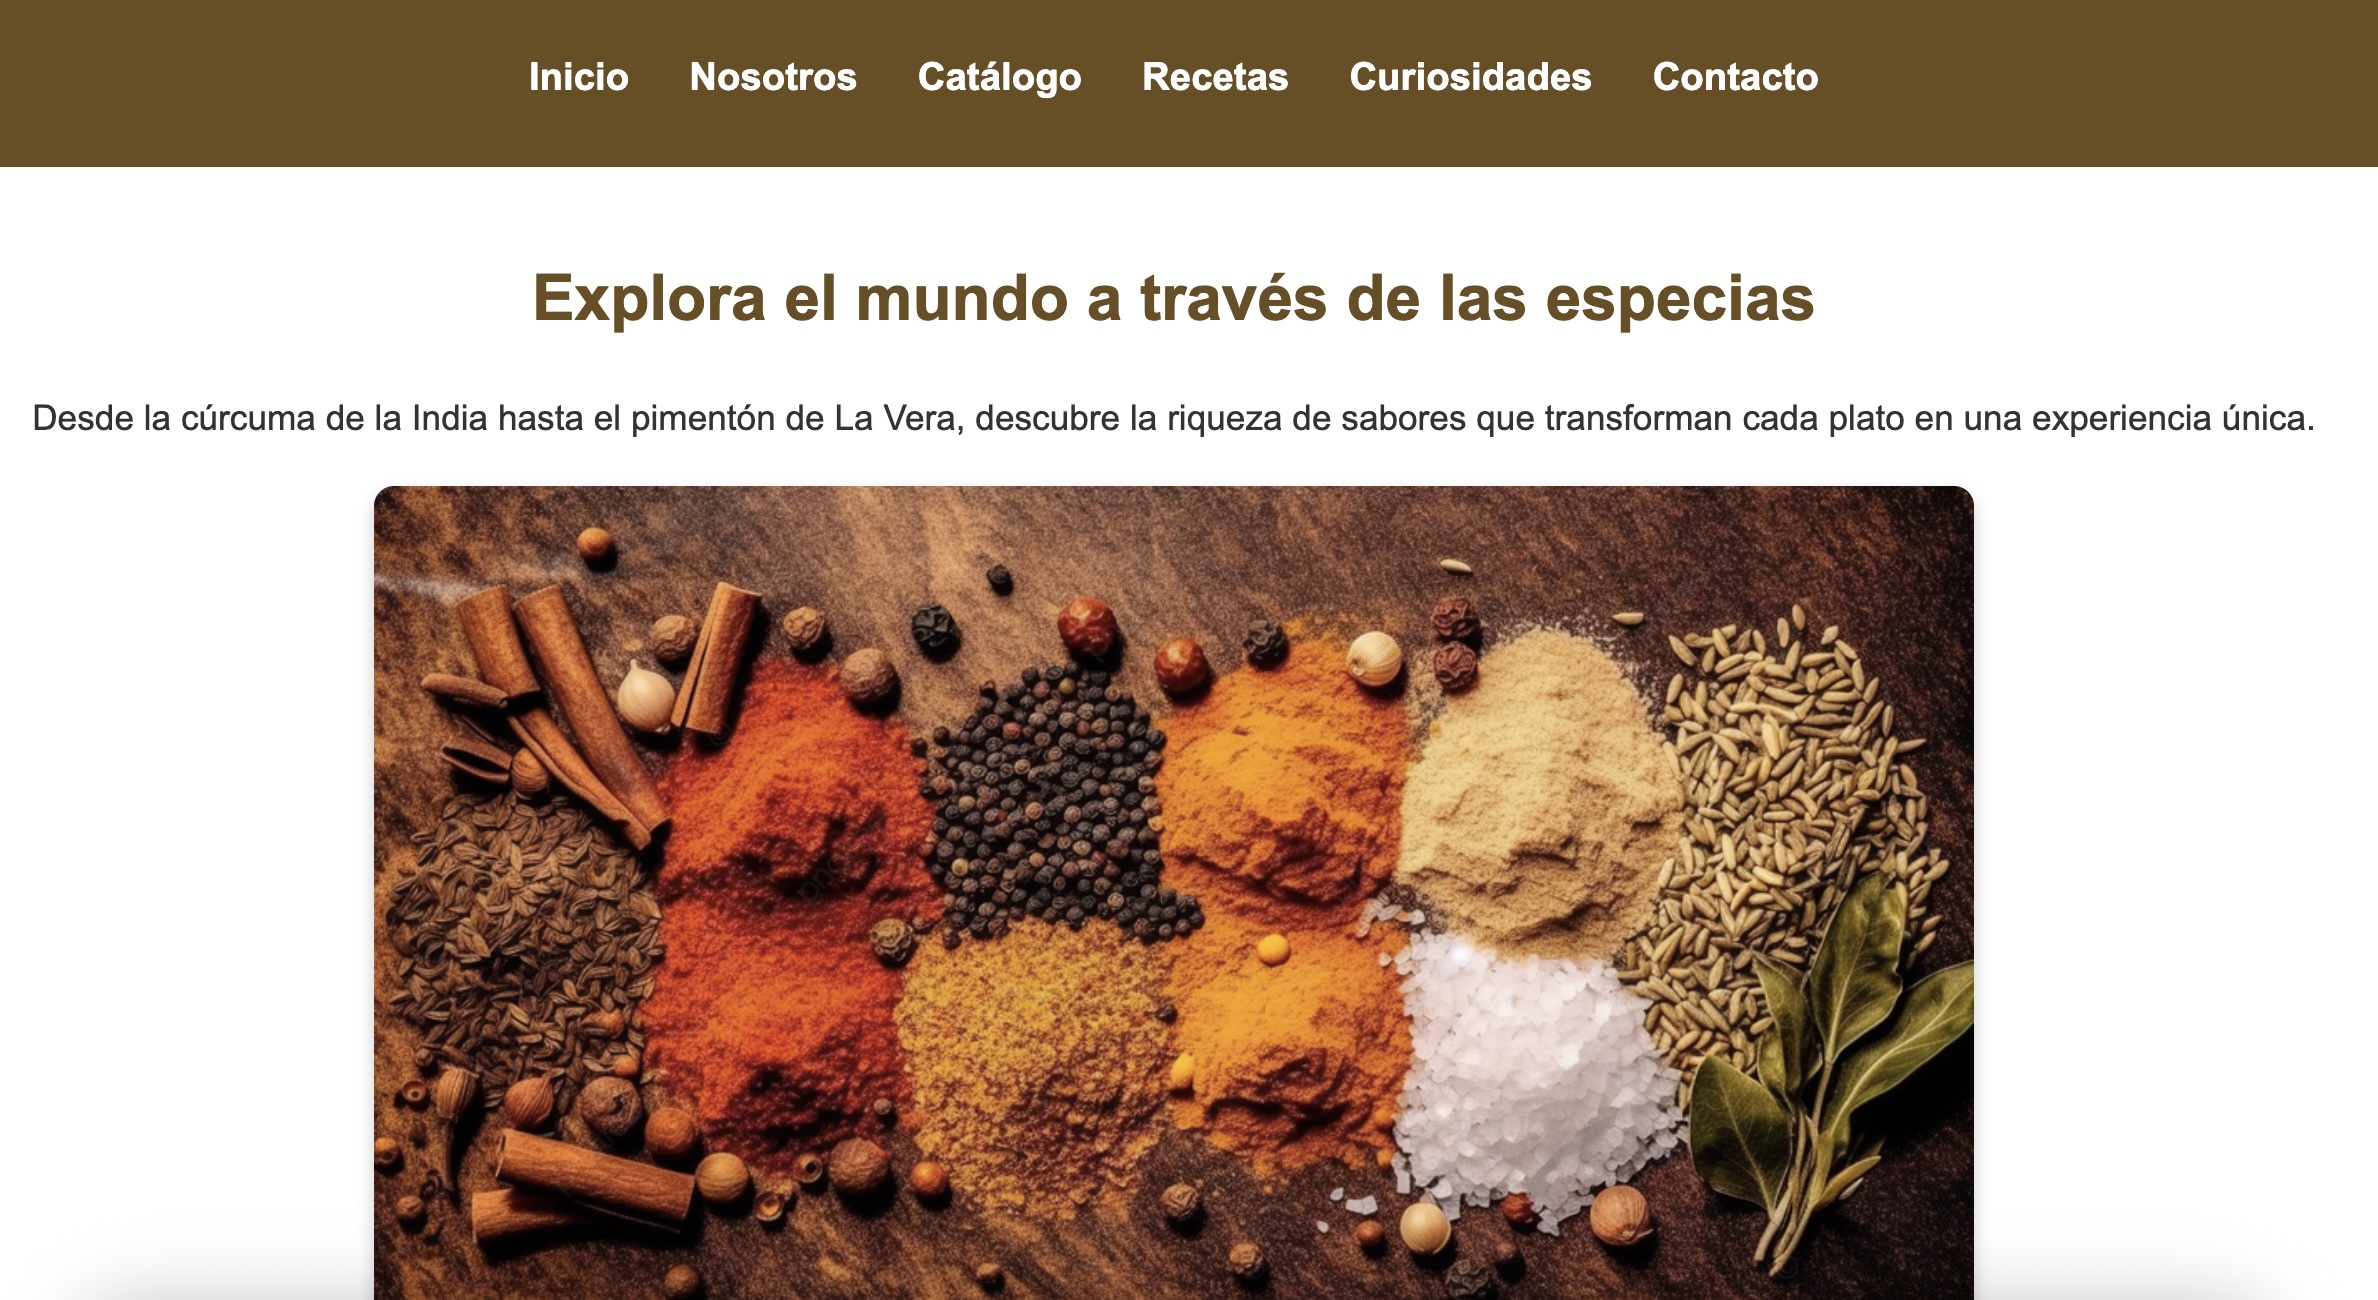 Inicio Nosotros Catálogo Recetas Curiosidades Contacto
Explora el mundo a través de las especias
Desde la cúrcuma de la India hasta el pimentón de La Vera, descubre la riqueza de sabores que transforman cada plato en una experiencia única.